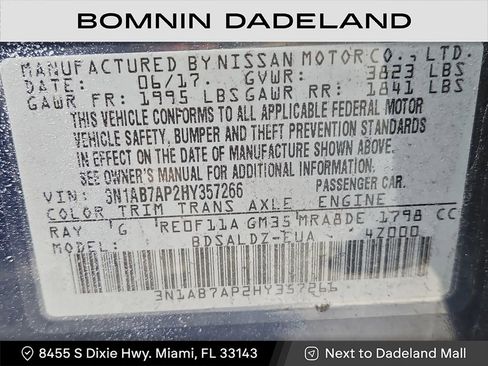 BOMNIN DADELAND
MANUFACTURED BY NISSAN MOTOR CO., LTD.
DATE: 06/17. GVWR: 3823 LBS
GAWR FR: 1995 LBS GAWR RR: 1841 LBS
THIS VEHICLE CONFORMS TO ALL APPLICABLE FEDERAL MOTOR
VEHICLE SAFETY, BUMPER AND THEFT PREVENTION STANDARDS
IN EFFECT ON THE DATE OF MANUFACTURE SHOWN ABOVE. SEE
OWNER'S MANUAL FOR ADDITIONAL INFORMATION.
VIN: 3N1AB7AP2HY357266 PASSENGER CAR.
COLOR TRIM TRANS AXLE ENGINE
RAY G RE0F11A GM35 MRA8DE 1798 CC
BDSALDZ-EUA 4Z000
3N1AB7AP2HY357266
8455 S Dixie Hwy. Miami, FL 33143
Next to Dadeland Mall